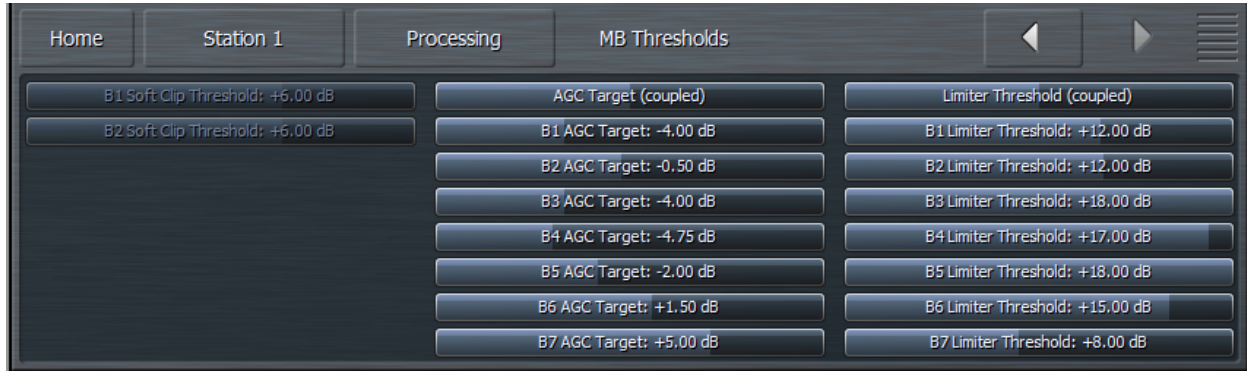 Home
Station 1
Processing
MB Thresholds
B1 Soft Clip Threshold: +6.00 dB
B2 Soft Clip Threshold: +6.00 dB
AGC Target (coupled)
B1 AGC Target: -4.00 dB
B2 AGC Target: -0.50 dB
B3 AGC Target: -4.00 dB
B4 AGC Target: -4.75 dB
B5 AGC Target: -2.00 dB
B6 AGC Target: +1.50 dB
B7 AGC Target: +5.00 dB
Limiter Threshold (coupled)
B1 Limiter Threshold: +12.00 dB
B2 Limiter Threshold: +12.00 dB
B3 Limiter Threshold: +18.00 dB
B4 Limiter Threshold: +17.00 dB
B5 Limiter Threshold: +18.00 dB
B6 Limiter Threshold: +15.00 dB
B7 Limiter Threshold: +8.00 dB